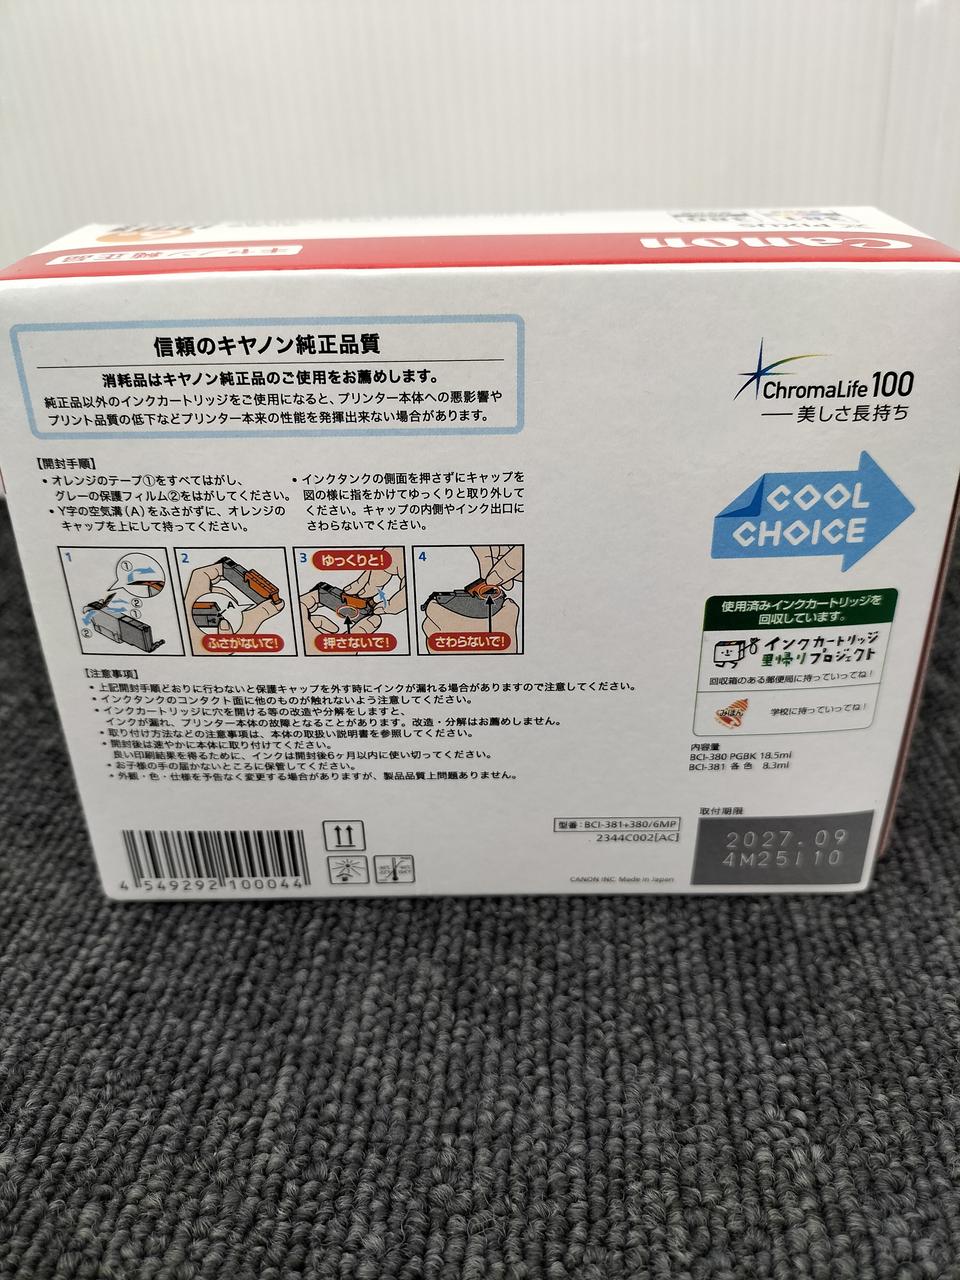 キヤノン純正品
Canon
PIXUS
信頼のキヤノン純正品質
消耗品はキヤノン純正品のご使用をお薦めします。
純正品以外のインクカートリッジをご使用になると、プリンター本体への悪影響や
プリント品質の低下などプリンター本来の性能を発揮出来ない場合があります。
ChromaLife100
美しさ長持ち
【開封手順】
・オレンジのテープ①をすべてはがし、
グレーの保護フィルム②をはがしてください。
・Y字の空気溝(A)をふさがずに、オレンジの
キャップを上にして持ってください。
・インクタンクの側面を押さずにキャップを
図の様に指をかけてゆっくりと取り外して
ください。キャップの内側やインク出口に
さわらないでください。
COOL
CHOICE
1
①
②
①
②
2
A
ふさがないで!
3
ゆっくりと!
押さないで!
4
さわらないで!
使用済みインクカートリッジを
回収しています。
インクカートリッジ
里帰りプロジェクト
回収箱のある郵便局に持っていってね!
みほん
学校に持っていってね!
【注意事項】
・上記開封手順どおりに行わないと保護キャップを外す時にインクが漏れる場合がありますので注意してください。
・インクタンクのコンタクト面に他のものが触れないよう注意してください。
・インクカートリッジに穴を開ける等の改造や分解をしますと、
インクが漏れ、プリンター本体の故障となることがあります。改造・分解はお薦めしません。
・取り付け方法などの注意事項は、本体の取扱い説明書を参照してください。
・開封後は速やかに本体に取り付けてください。
良い印刷結果を得るために、インクは開封後6ヶ月以内に使い切ってください。
・お子様の手の届かないところに保管してください。
・外観・色・仕様を予告なく変更する場合がありますが、製品品質上問題ありません。
内容量
BCI-380 PGBK 18.5ml
BCI-381 各色 8.3ml
取付期限
2027.09
4M25I10
型番:BCI-381+380/6MP
2344C002[AC]
CANON INC. Made in Japan
4 549292 100044